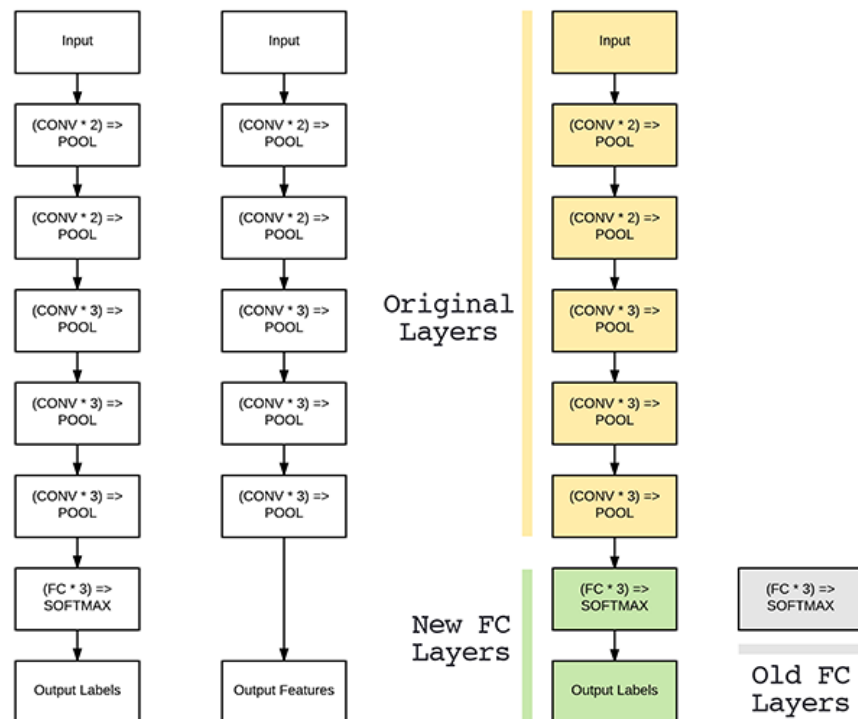 Input
(CONV * 2) =>
POOL
(CONV * 2) =>
POOL
(CONV * 3) =>
POOL
(CONV * 3) =>
POOL
(CONV * 3) =>
POOL
(FC * 3) =>
SOFTMAX
Output Labels
Input
(CONV * 2) =>
POOL
(CONV * 2) =>
POOL
(CONV * 3) =>
POOL
(CONV * 3) =>
POOL
(CONV * 3) =>
POOL
Output Features
Original
Layers
New FC
Layers
Input
(CONV * 2) =>
POOL
(CONV * 2) =>
POOL
(CONV * 3) =>
POOL
(CONV * 3) =>
POOL
(CONV * 3) =>
POOL
(FC * 3) =>
SOFTMAX
Output Labels
(FC * 3) =>
SOFTMAX
Old FC
Layers